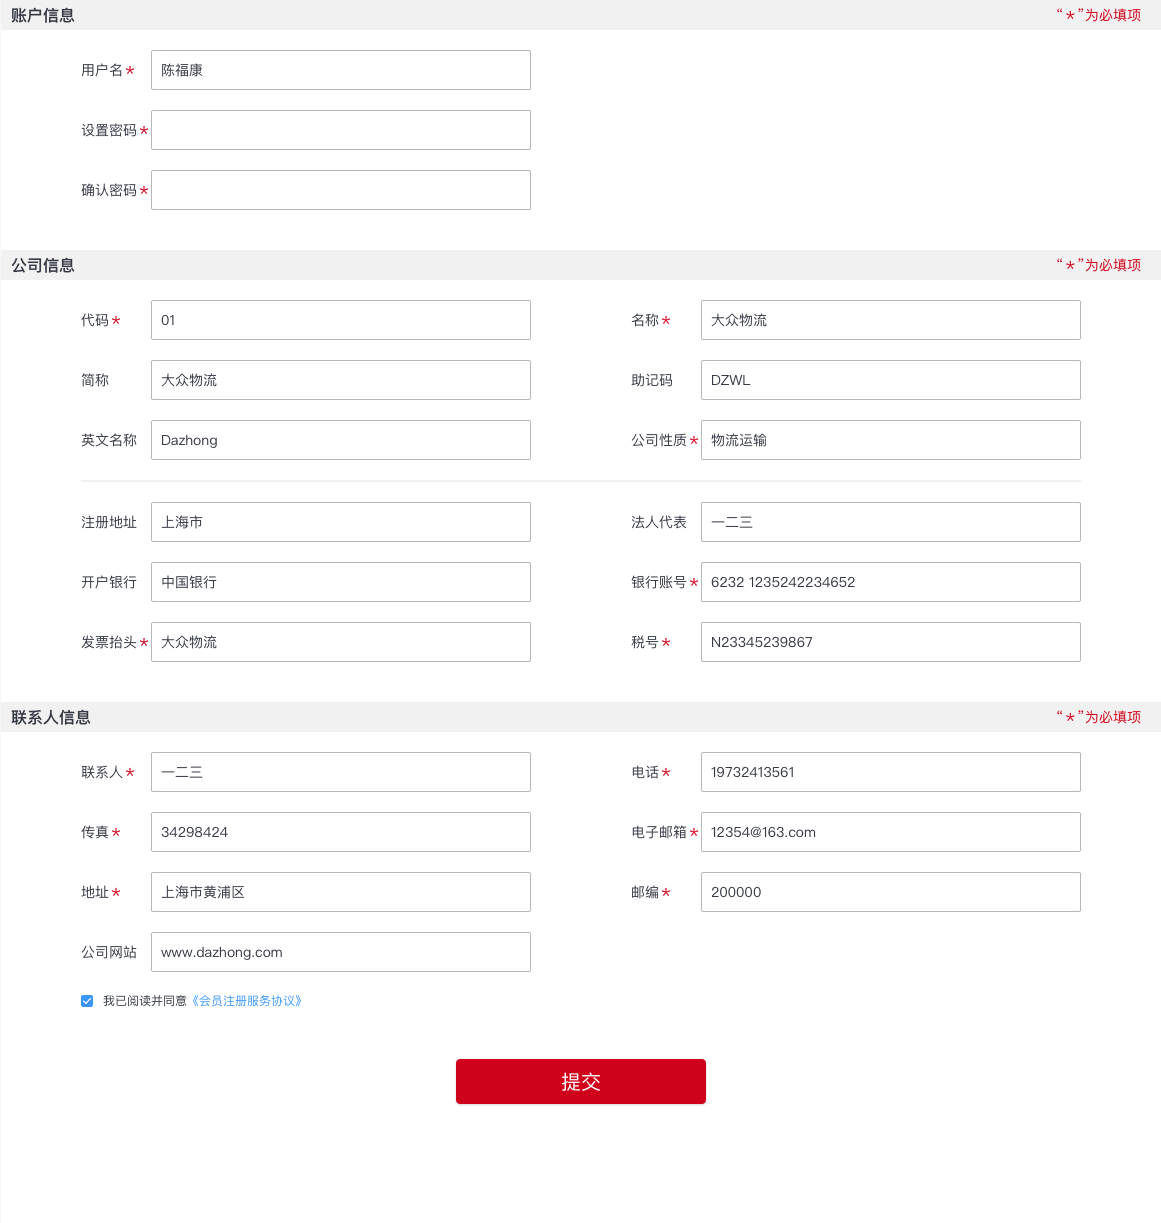 账户信息 “*”为必填项
用户名* 陈福康
设置密码*
确认密码*
公司信息 “*”为必填项
代码* 01 名称* 大众物流
简称 大众物流 助记码 DZWL
英文名称 Dazhong 公司性质* 物流运输
注册地址 上海市 法人代表 一二三
开户银行 中国银行 银行账号* 6232 1235242234652
发票抬头* 大众物流 税号* N23345239867
联系人信息 “*”为必填项
联系人* 一二三 电话* 19732413561
传真* 34298424 电子邮箱* 12354@163.com
地址* 上海市黄浦区 邮编* 200000
公司网站 www.dazhong.com
我已阅读并同意《会员注册服务协议》
提交